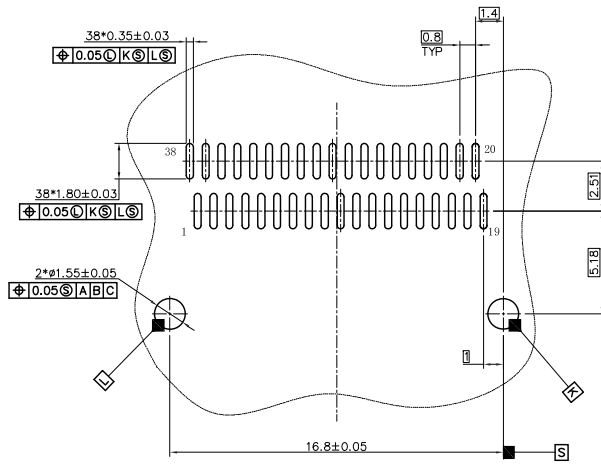 38*0.35±0.03
⌖ 0.05Ⓛ KⓈ LⓈ
1.4
0.8
TYP
38
20
38*1.80±0.03
⌖ 0.05Ⓛ KⓈ LⓈ
2.51
1
19
2*ø1.55±0.05
⌖ 0.05Ⓢ A B C
5.18
1
L
K
16.8±0.05
S